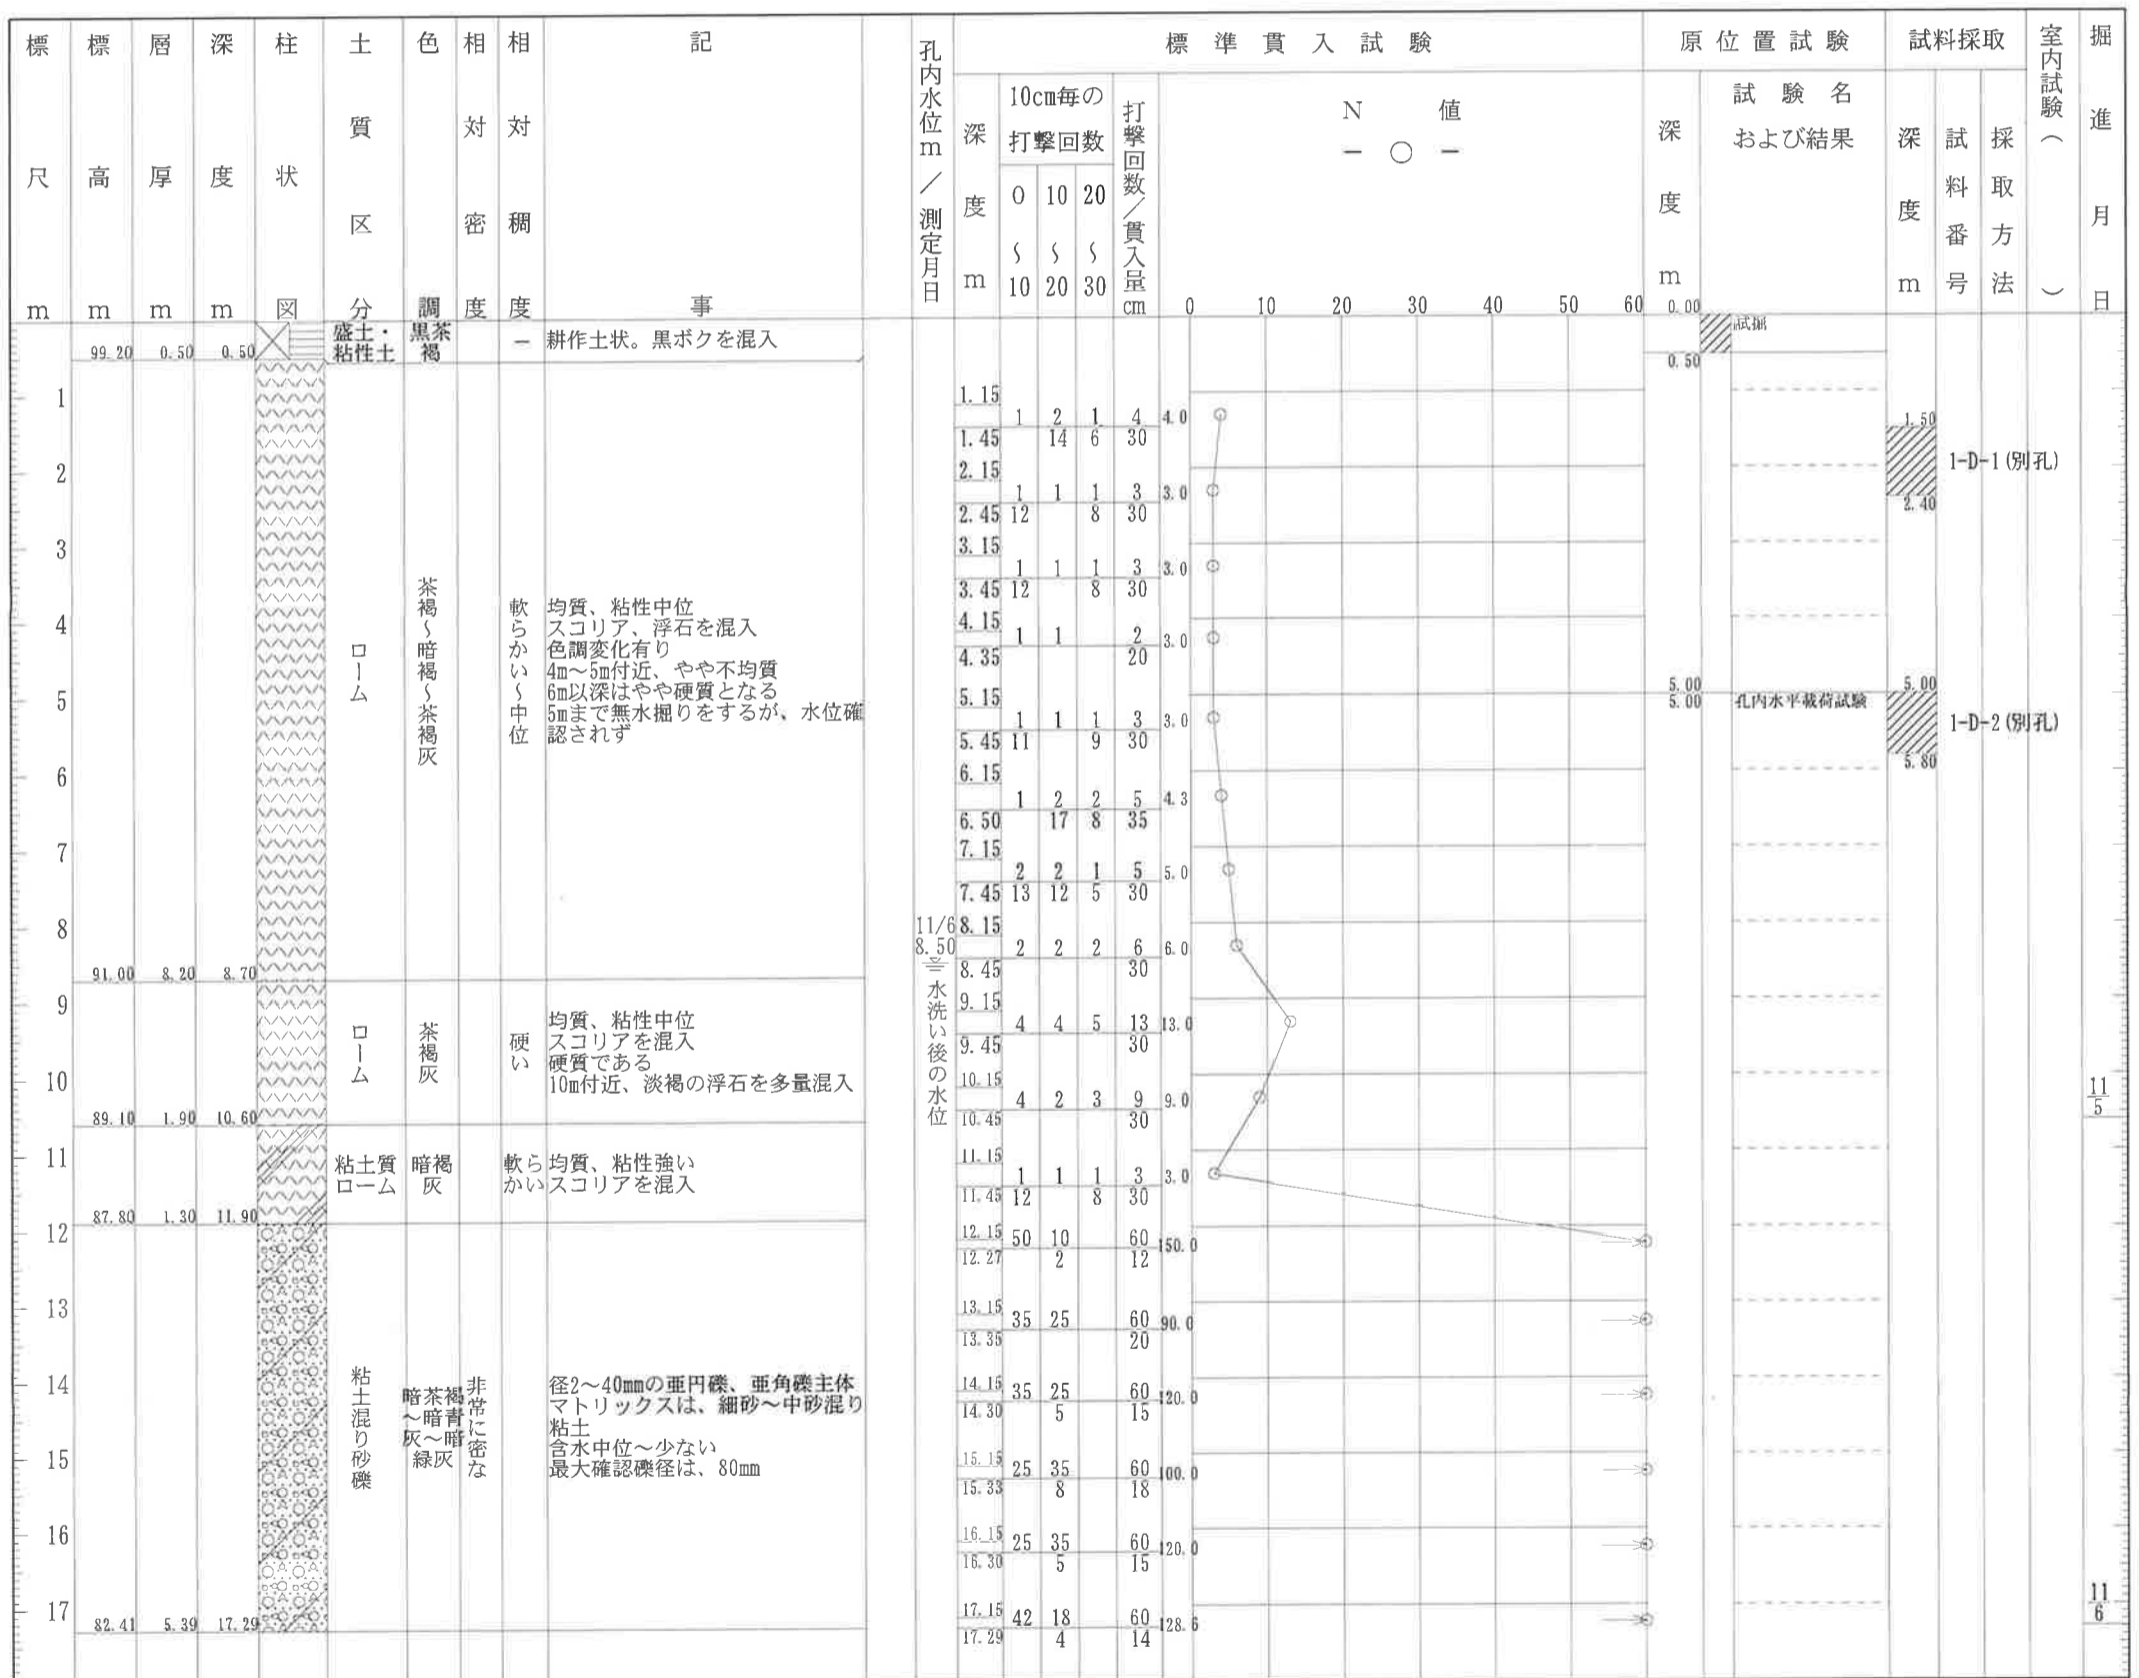 標尺 m
標高 m
層厚 m
深度 m
柱状図
土質区分
色調
相対密度
相対稠度
記事
孔内水位m／測定月日
標準貫入試験
深度 m
10cm毎の
打撃回数
0 10 20
〜 〜 〜
10 20 30
打撃回数／貫入量 cm
N 値
－ ○ －
0 10 20 30 40 50 60
原位置試験
深度 m
試験名
および結果
試料採取
深度 m
試料番号
採取方法
室内試験（ ）
掘進月日
99.20 0.50 0.50
盛土・
粘性土
黒茶
褐
－
耕作土状。黒ボクを混入
0.00
試掘
0.50
1
2
3
4
5
6
7
8
9
10
11
12
13
14
15
16
17
91.00 8.20 8.70
ローム
茶褐〜暗褐〜茶褐灰
軟らかい〜中位
均質、粘性中位
スコリア、浮石を混入
色調変化有り
4m〜5m付近、やや不均質
6m以深はやや硬質となる
5mまで無水掘りをするが、水位確
認されず
89.10 1.90 10.60
ローム
茶褐灰
硬い
均質、粘性中位
スコリアを混入
硬質である
10m付近、淡褐の浮石を多量混入
87.80 1.30 11.90
粘土質
ローム
暗褐
灰
軟ら
かい
均質、粘性強い
スコリアを混入
82.41 5.39 17.29
粘土混り砂礫
暗茶褐
〜暗青
灰〜暗
緑灰
非常に密な
径2〜40mmの亜円礫、亜角礫主体
マトリックスは、細砂〜中砂混り
粘土
含水中位〜少ない
最大確認礫径は、80mm
11/6
8.50
水洗い後の水位
1.15
1 2 1 4 4.0
1.45 14 6 30
2.15
1 1 1 3 3.0
2.45 12 8 30
3.15
1 1 1 3 3.0
3.45 12 8 30
4.15
1 1 2 3.0
4.35 20
5.15
1 1 1 3 3.0
5.45 11 9 30
6.15
1 2 2 5 4.3
6.50 17 8 35
7.15
2 2 1 5 5.0
7.45 13 12 5 30
8.15
2 2 2 6 6.0
8.45 30
9.15
4 4 5 13 13.0
9.45 30
10.15
4 2 3 9 9.0
10.45 30
11.15
1 1 1 3 3.0
11.45 12 8 30
12.15 50 10 60 150.0
12.27 2 12
13.15 35 25 60 90.0
13.35 20
14.15 35 25 60 120.0
14.30 5 15
15.15 25 35 60 100.0
15.33 8 18
16.15 25 35 60 120.0
16.30 5 15
17.15 42 18 60 128.6
17.29 4 14
5.00
5.00 孔内水平載荷試験
1.50
1-D-1(別孔)
2.40
5.00
1-D-2(別孔)
5.80
11
5
11
6